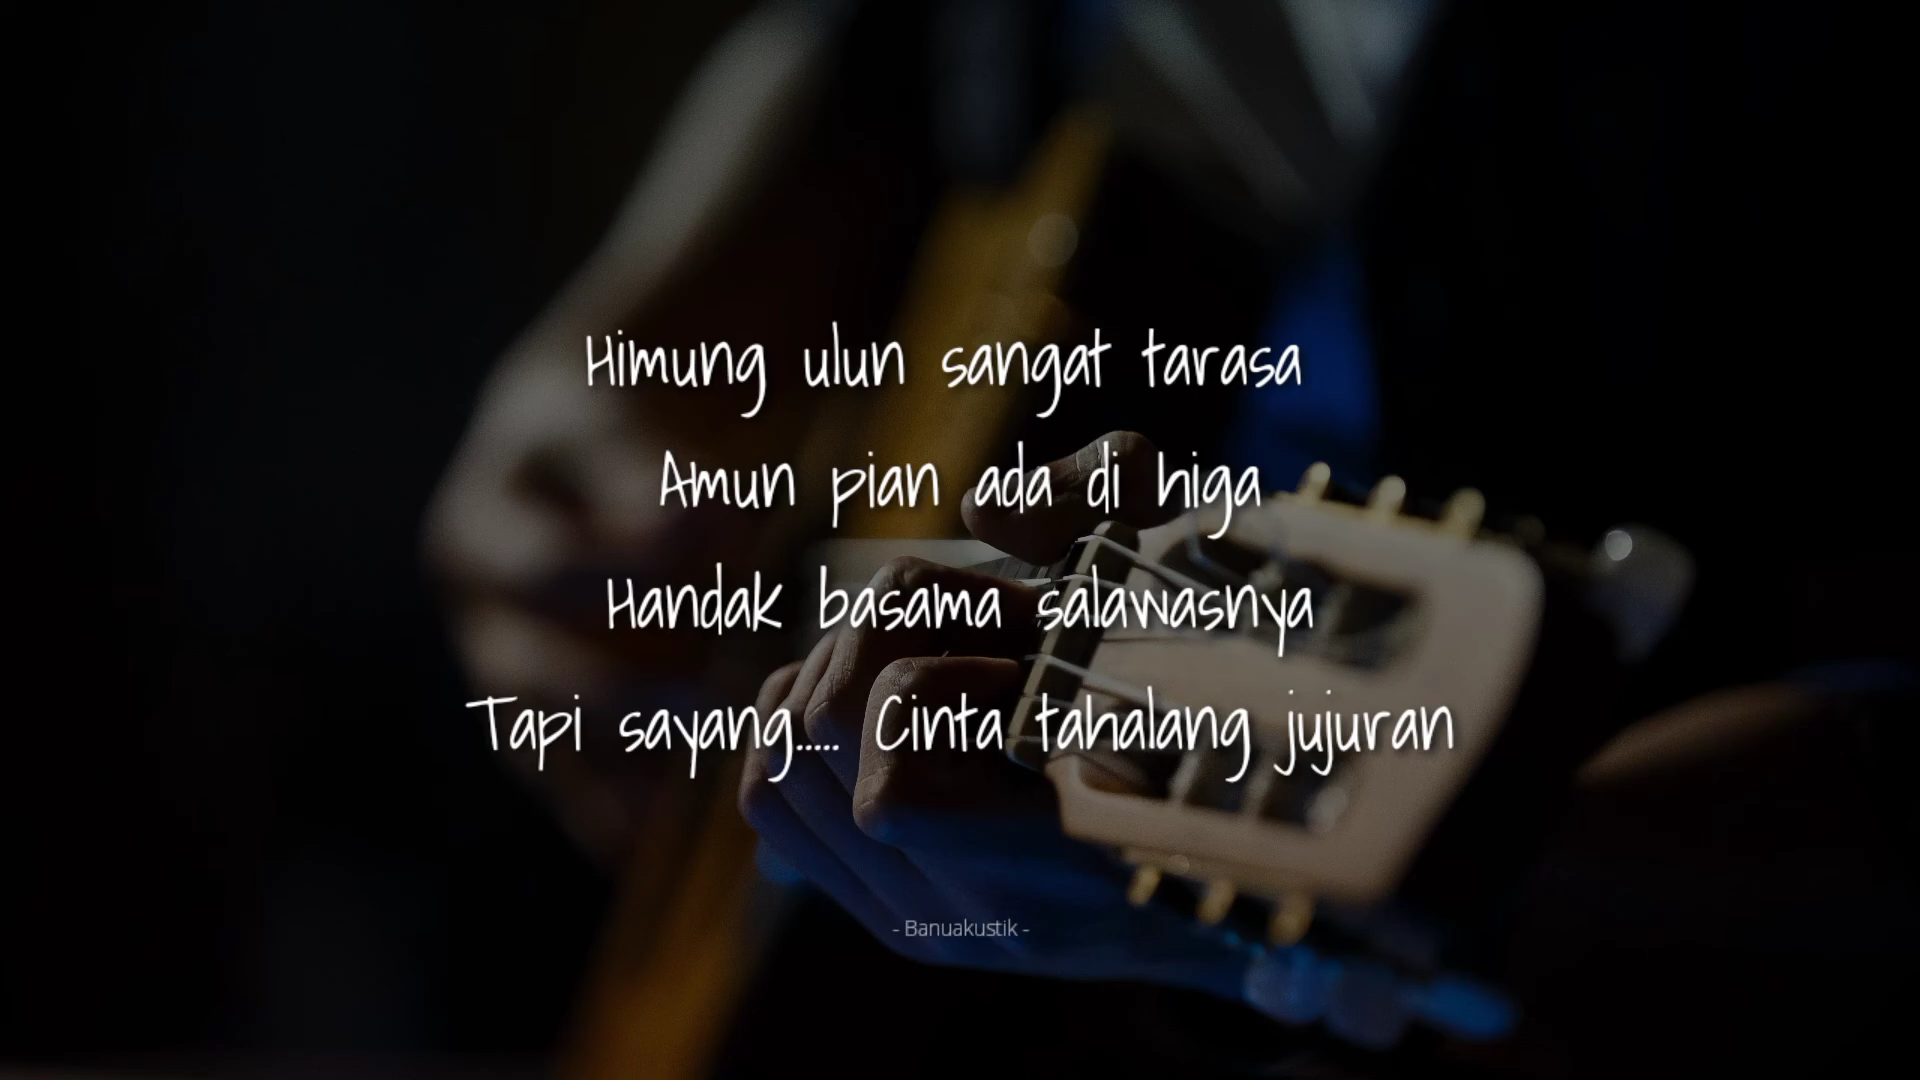 Himung ulun sangat tarasa
Amun pian ada di higa
Handak basama salawasnya
Tapi sayang..... Cinta tahalang jujuran
- Banuakustik -